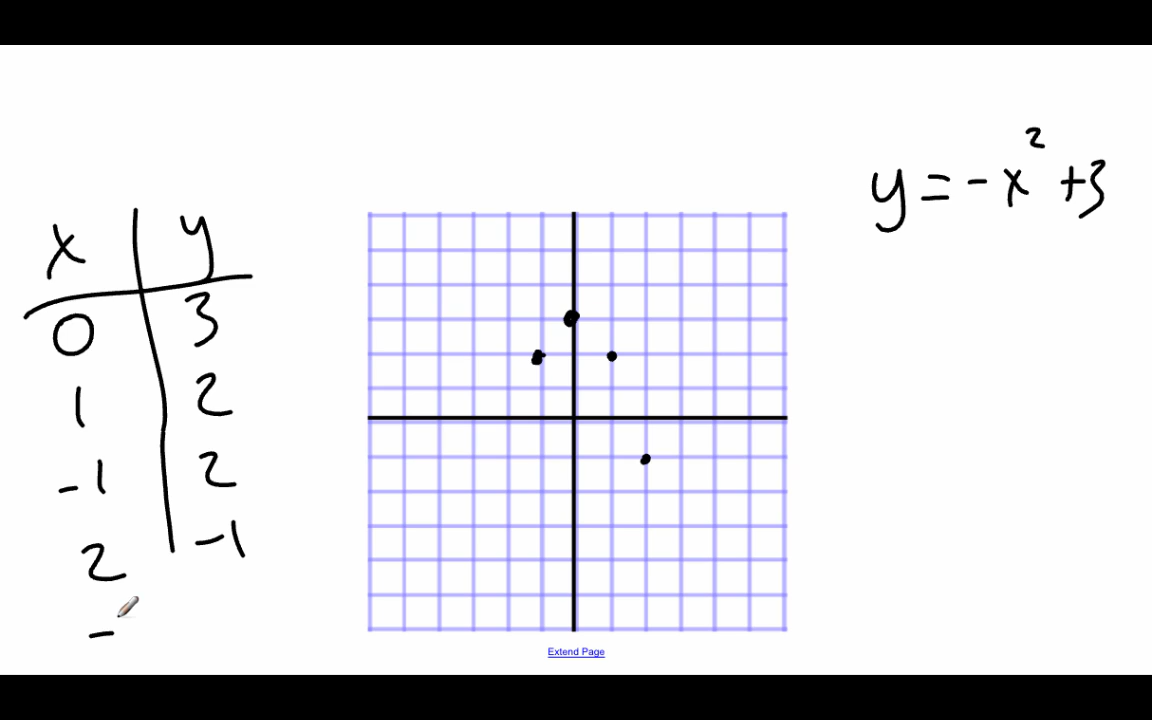 y = -x² + 3
x y
0 3
1 2
-1 2
2 -1
-
Extend Page